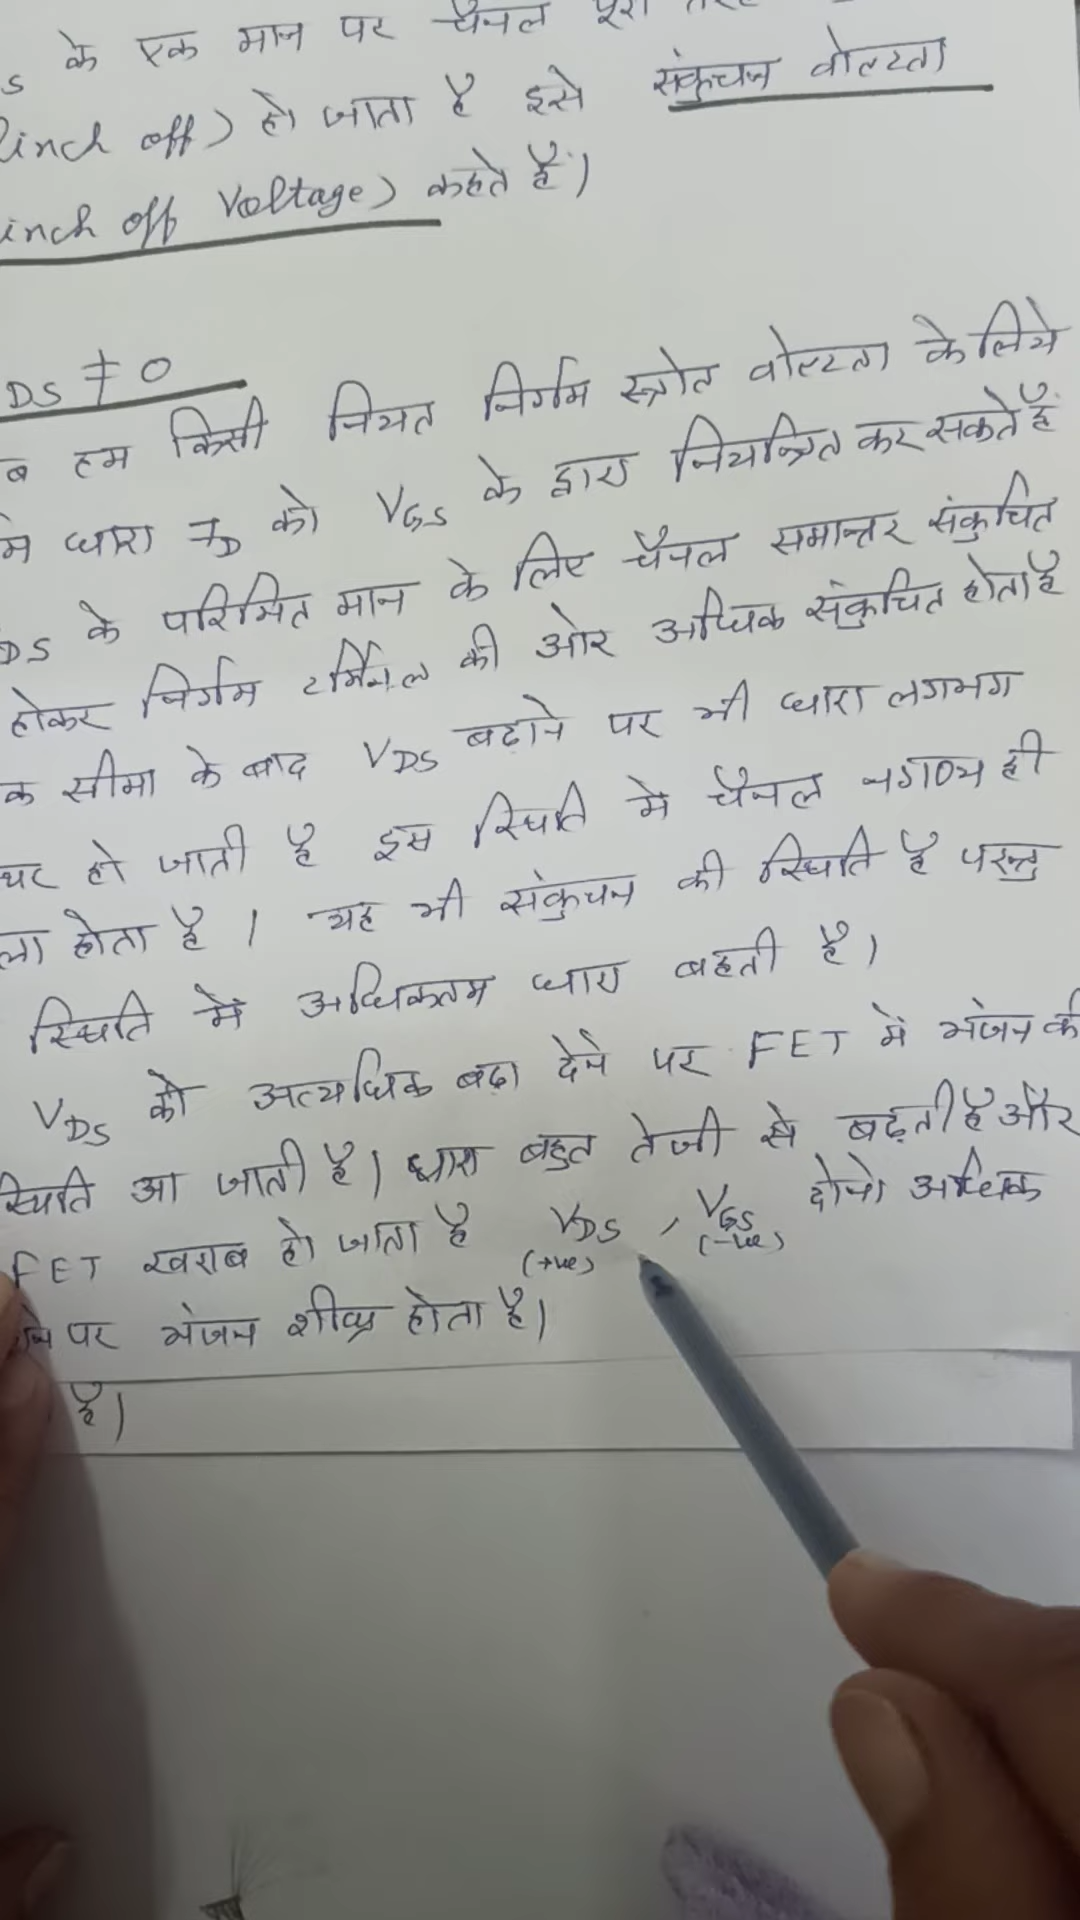 s के एक मान पर चैनल पूरी
inch off) हो जाता है इसे संकुचन वोल्टता
inch off Voltage) कहते है।
DS ≠ 0
ब हम किसी नियत निर्गम स्त्रोत वोल्टता के लिये
म धारा ID को VGS के द्वारा नियन्त्रित कर सकते है
DS के परिमित मान के लिए चैनल समान्तर संकुचित
होकर निर्गम टर्मिनल की ओर अधिक संकुचित होता है
क सीमा के बाद VDS बढ़ाने पर भी धारा लगभग
थर हो जाती है इस स्थिति मे चैनल नगण्य ही
ला होता है। यह भी संकुचन की स्थिति है परन्तु
स्थिति में अधिकतम धारा बहती है।
VDS को अत्यधिक बढ़ा देने पर FET में भंजन की
स्थिति आ जाती है। धारा बहुत तेजी से बढ़ती है और
FET खराब हो जाता है VDS , VGS दोनो अधिक
(+ve) (-ve)
ने पर भंजन शीघ्र होता है।
है।